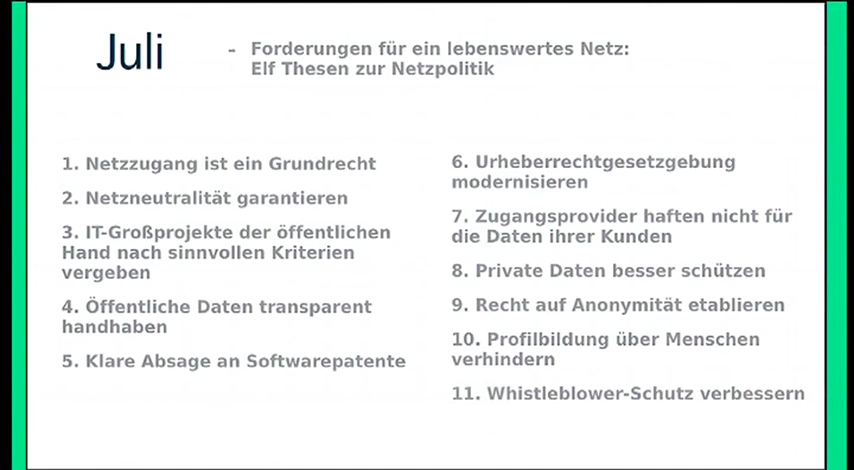 Juli
- Forderungen für ein lebenswertes Netz:
Elf Thesen zur Netzpolitik
1. Netzzugang ist ein Grundrecht
2. Netzneutralität garantieren
3. IT-Großprojekte der öffentlichen
Hand nach sinnvollen Kriterien
vergeben
4. Öffentliche Daten transparent
handhaben
5. Klare Absage an Softwarepatente
6. Urheberrechtgesetzgebung
modernisieren
7. Zugangsprovider haften nicht für
die Daten ihrer Kunden
8. Private Daten besser schützen
9. Recht auf Anonymität etablieren
10. Profilbildung über Menschen
verhindern
11. Whistleblower-Schutz verbessern